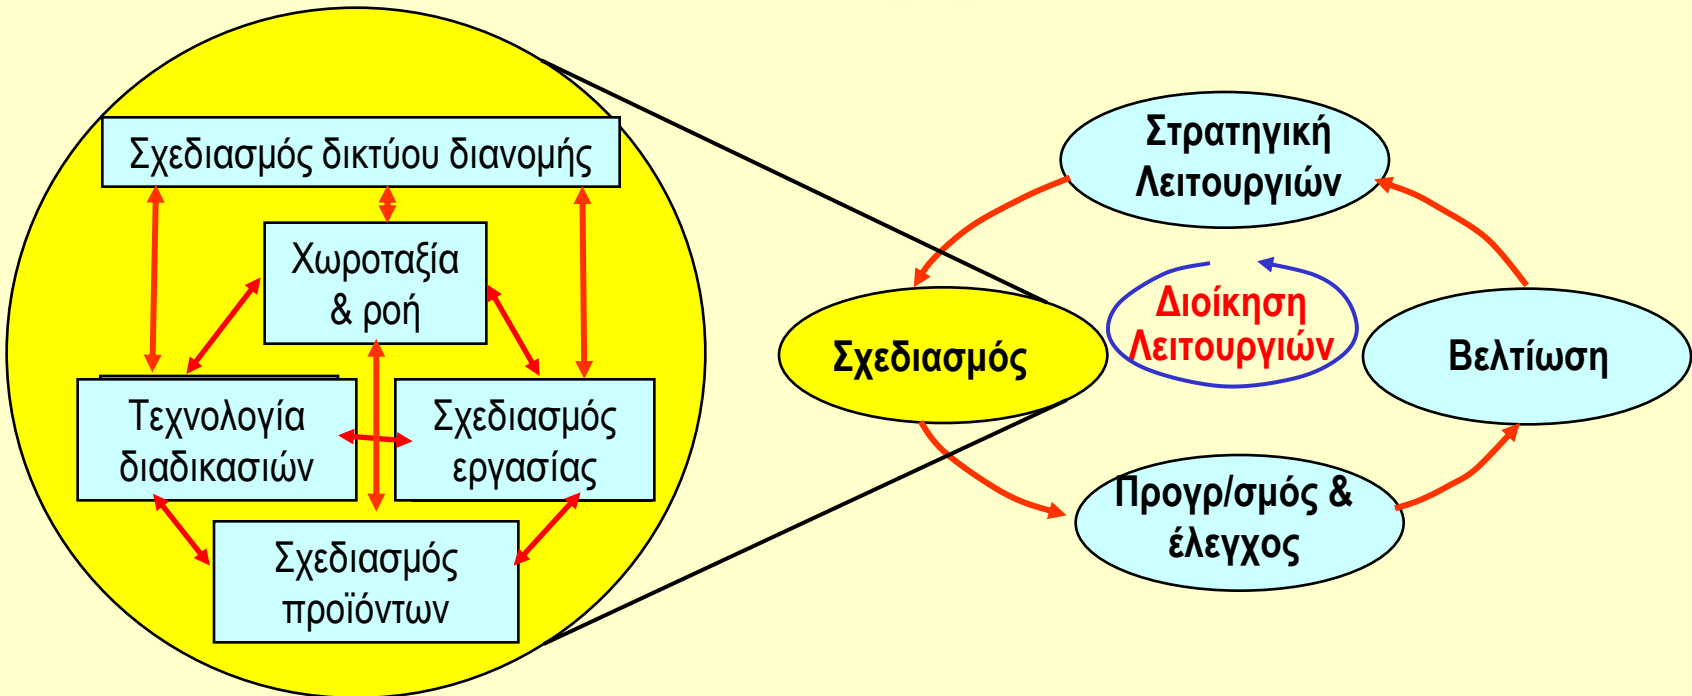 Σχεδιασμός δικτύου διανομής
Χωροταξία
& ροή
Τεχνολογία
διαδικασιών
Σχεδιασμός
εργασίας
Σχεδιασμός
προϊόντων
Στρατηγική
Λειτουργιών
Σχεδιασμός
Διοίκηση
Λειτουργιών
Βελτίωση
Προγρ/σμός &
έλεγχος